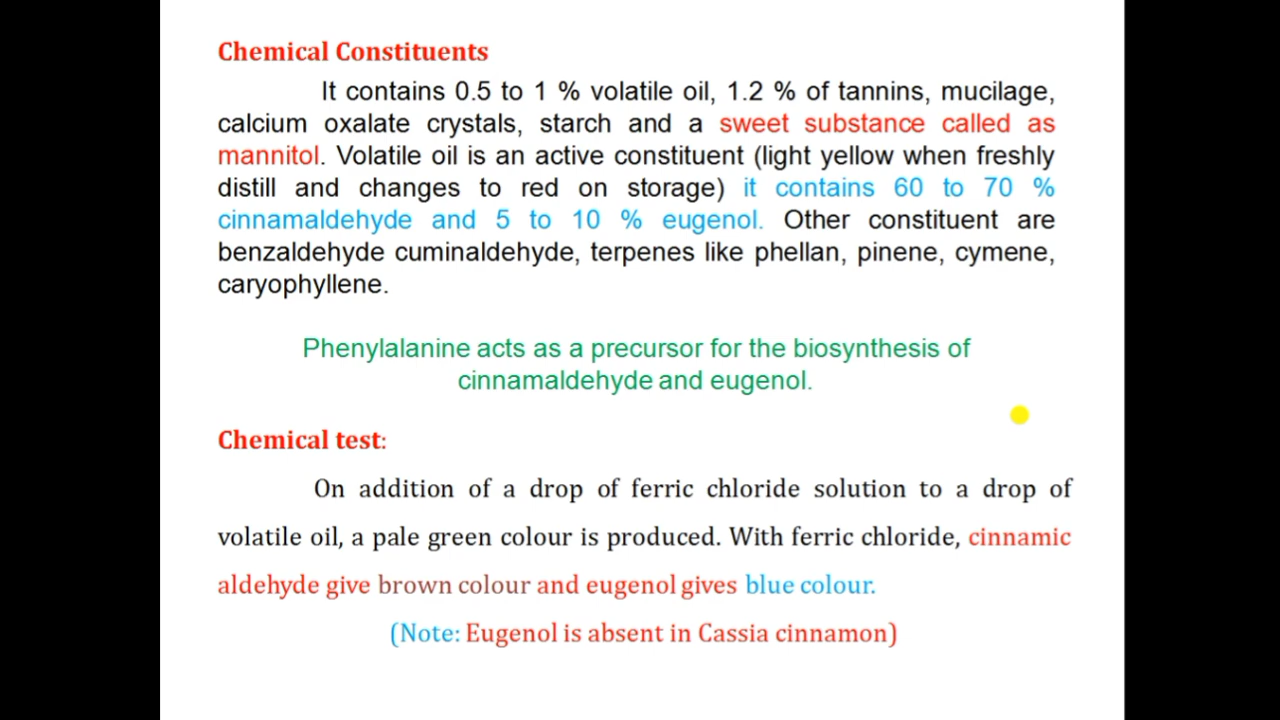 Chemical Constituents
It contains 0.5 to 1 % volatile oil, 1.2 % of tannins, mucilage,
calcium oxalate crystals, starch and a sweet substance called as
mannitol. Volatile oil is an active constituent (light yellow when freshly
distill and changes to red on storage) it contains 60 to 70 %
cinnamaldehyde and 5 to 10 % eugenol. Other constituent are
benzaldehyde cuminaldehyde, terpenes like phellan, pinene, cymene,
caryophyllene.
Phenylalanine acts as a precursor for the biosynthesis of
cinnamaldehyde and eugenol.
Chemical test:
On addition of a drop of ferric chloride solution to a drop of
volatile oil, a pale green colour is produced. With ferric chloride, cinnamic
aldehyde give brown colour and eugenol gives blue colour.
(Note: Eugenol is absent in Cassia cinnamon)